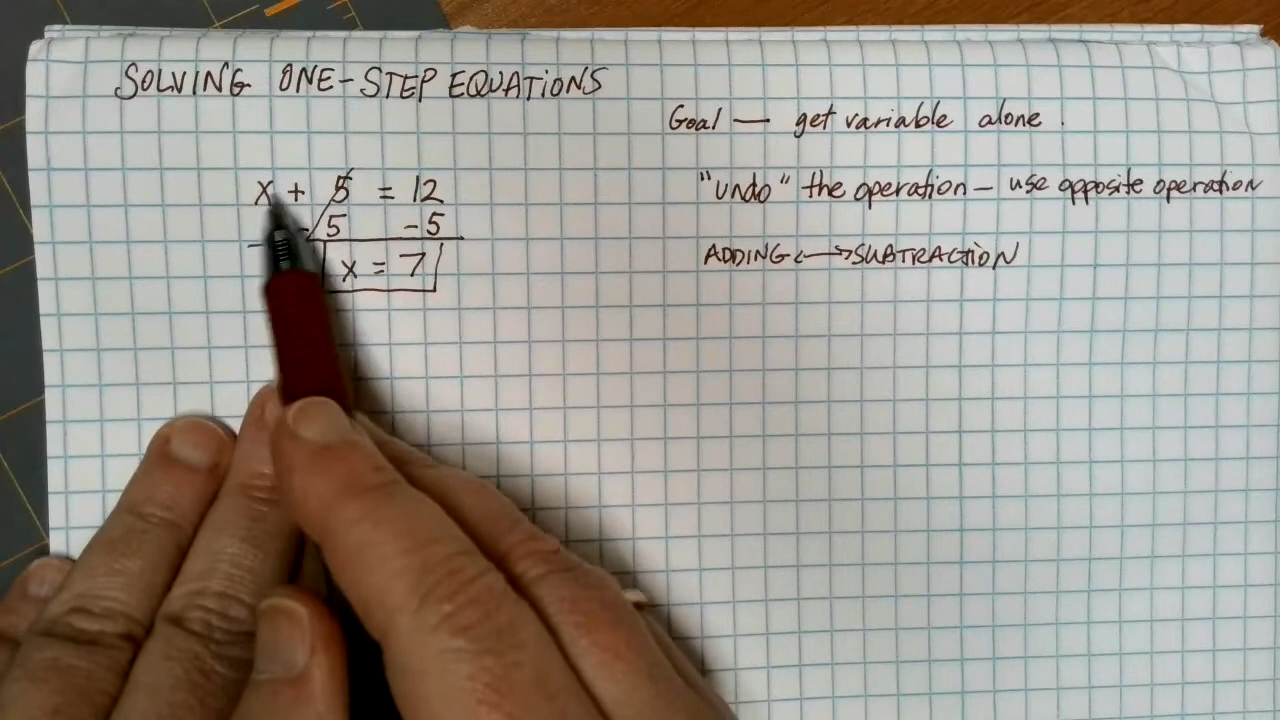 SOLVING ONE-STEP EQUATIONS
Goal — get variable alone.
x + 5 = 12
"undo" the operation — use opposite operation
- 5 -5
ADDING <—> SUBTRACTION
x = 7